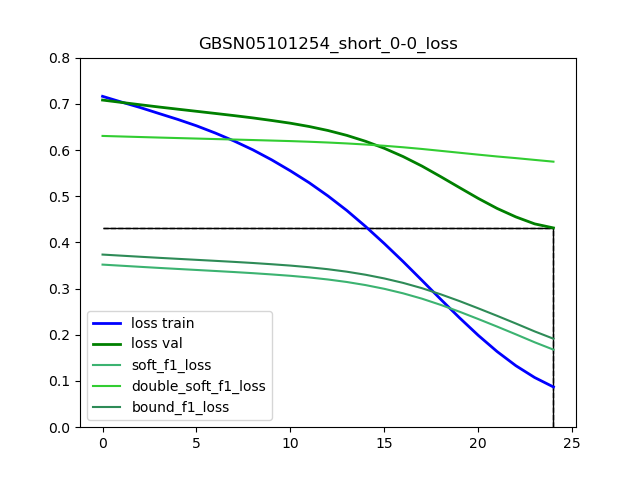 GBSN05101254_short_0-0_loss
0.8
0.7
0.6
0.5
0.4
0.3
0.2
0.1
0.0
loss train
loss val
soft_f1_loss
double_soft_f1_loss
bound_f1_loss
0 5 10 15 20 25